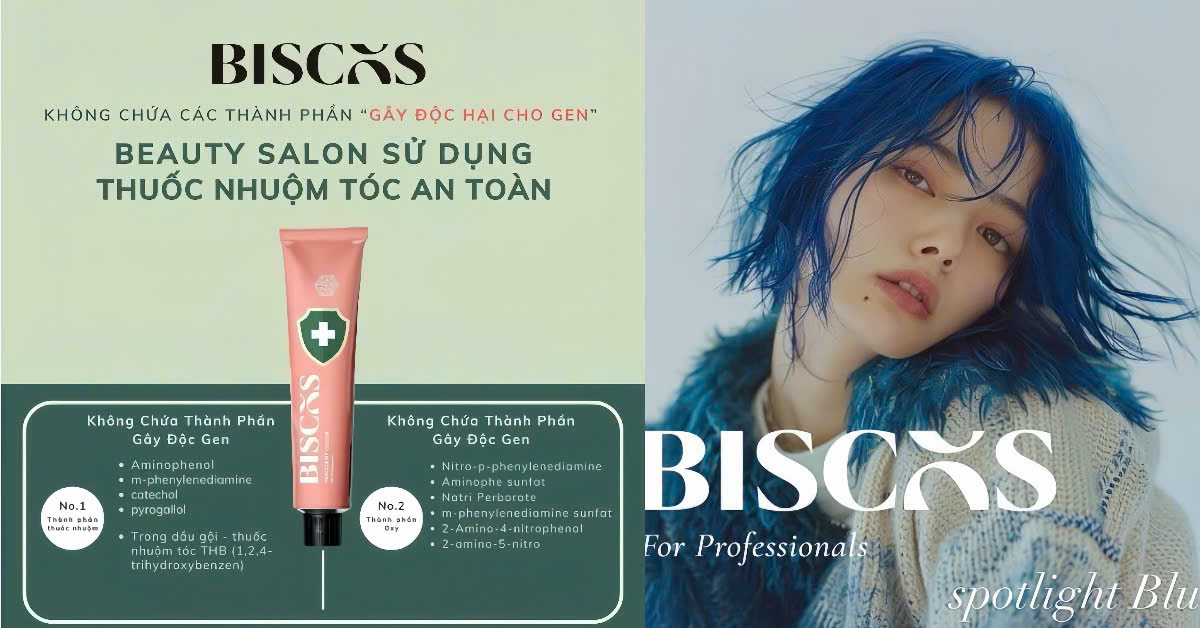 BISCXS
KHÔNG CHỨA CÁC THÀNH PHẦN “GÂY ĐỘC HẠI CHO GEN”
BEAUTY SALON SỬ DỤNG
THUỐC NHUỘM TÓC AN TOÀN
BISCXS
Không Chứa Thành Phần
Gây Độc Gen
Aminophenol
m-phenylenediamine
catechol
pyrogallol
Trong dầu gội - thuốc
nhuộm tóc THB (1,2,4-
trihydroxybenzen)
No.1
Thành phần
thuốc nhuộm
Không Chứa Thành Phần
Gây Độc Gen
Nitro-p-phenylenediamine
Aminophe sunfat
Natri Perborate
m-phenylenediamine sunfat
2-Amino-4-nitrophenol
2-amino-5-nitro
No.2
Thành phần
Oxy
BISCXS
For Professionals
spotlight Blu